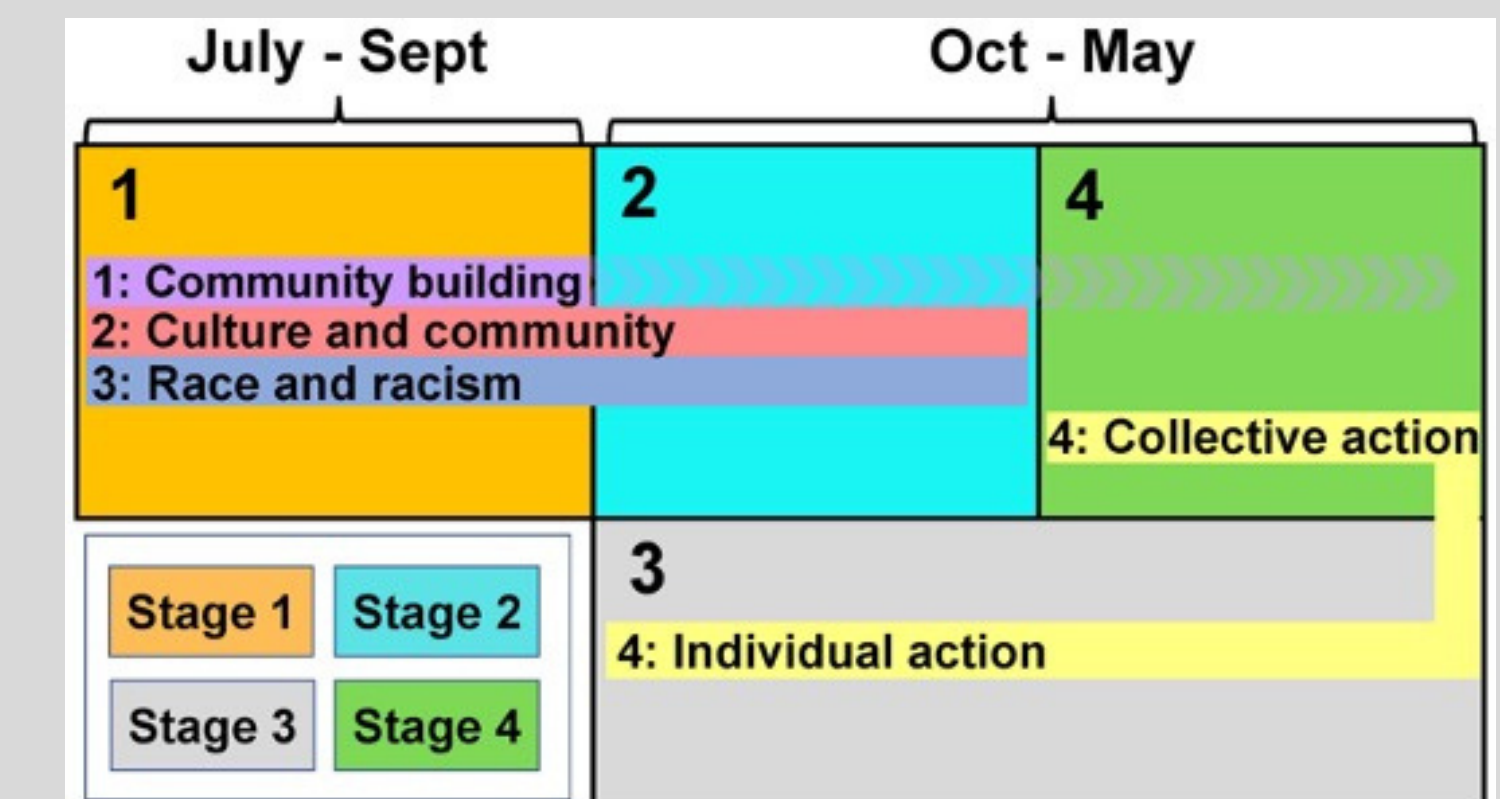 July - Sept
Oct - May
1
2
4
1: Community building
2: Culture and community
3: Race and racism
4: Collective action
3
4: Individual action
Stage 1
Stage 2
Stage 3
Stage 4